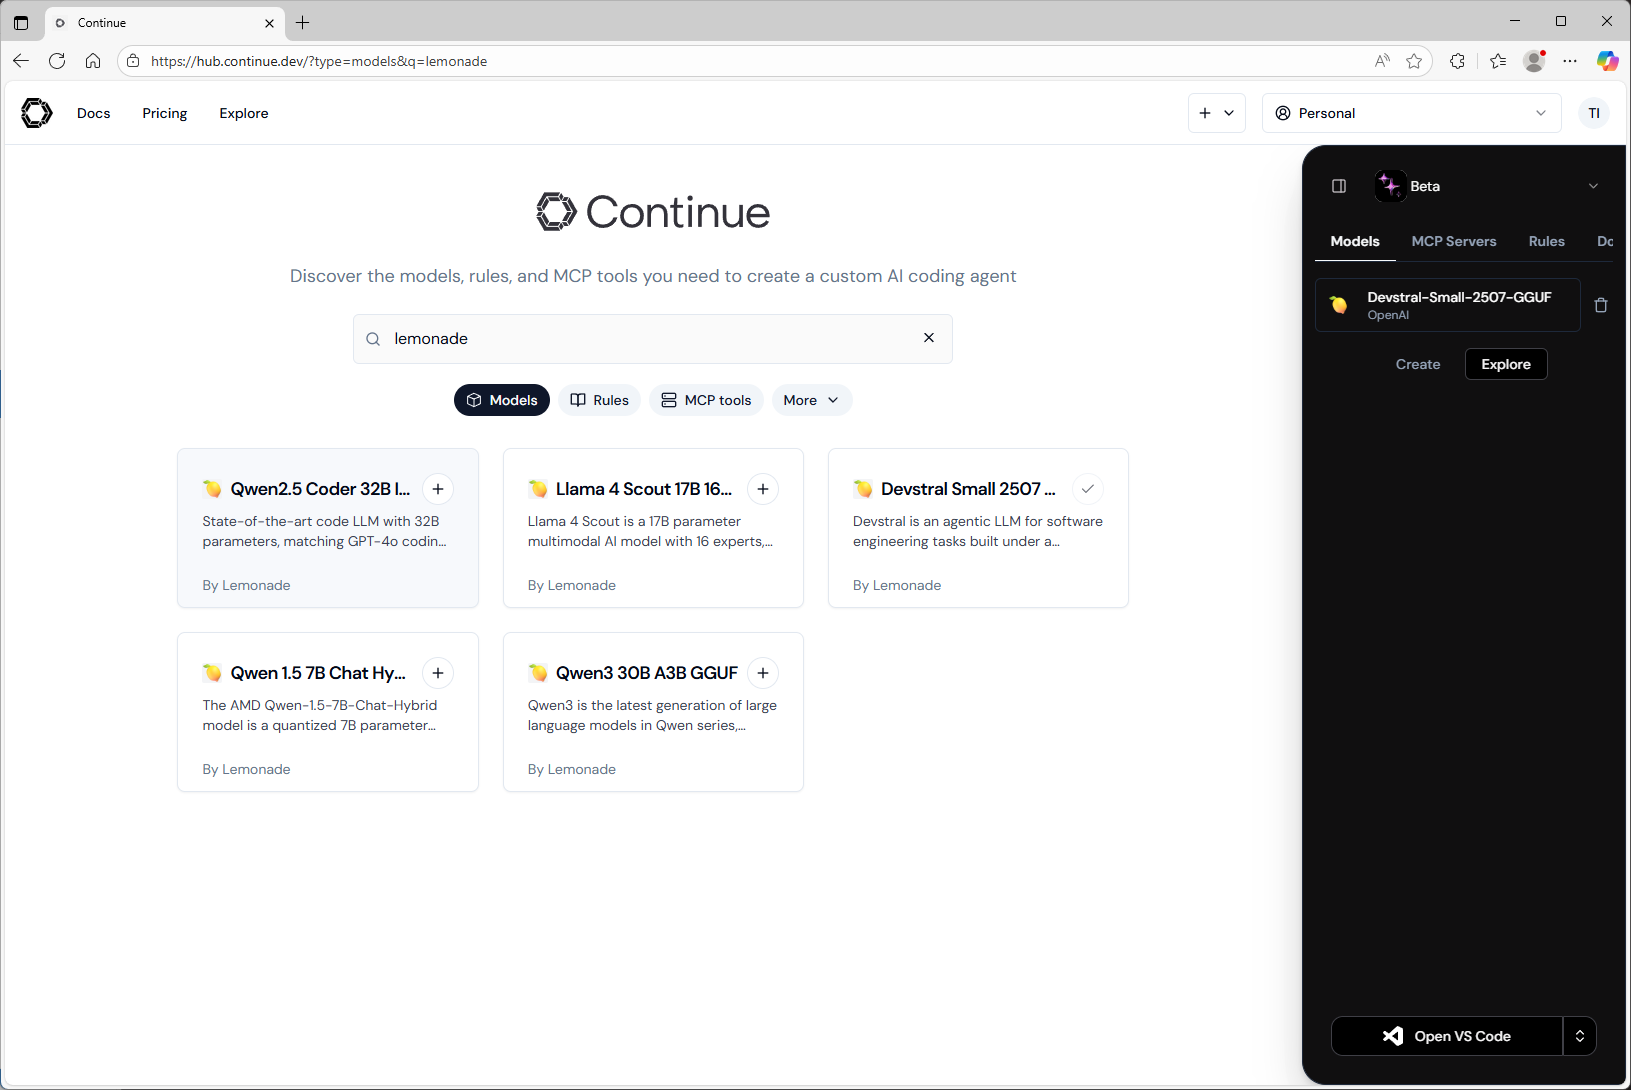 Continue
https://hub.continue.dev/?type=models&q=lemonade
Docs
Pricing
Explore
Personal
TI
Continue
Discover the models, rules, and MCP tools you need to create a custom AI coding agent
lemonade
Models
Rules
MCP tools
More
Qwen2.5 Coder 32B I...
State-of-the-art code LLM with 32B
parameters, matching GPT-4o codin...
By Lemonade
Llama 4 Scout 17B 16...
Llama 4 Scout is a 17B parameter
multimodal AI model with 16 experts,...
By Lemonade
Devstral Small 2507 ...
Devstral is an agentic LLM for software
engineering tasks built under a...
By Lemonade
Qwen 1.5 7B Chat Hy...
The AMD Qwen-1.5-7B-Chat-Hybrid
model is a quantized 7B parameter...
By Lemonade
Qwen3 30B A3B GGUF
Qwen3 is the latest generation of large
language models in Qwen series,...
By Lemonade
Beta
Models
MCP Servers
Rules
Do
Devstral-Small-2507-GGUF
OpenAI
Create
Explore
Open VS Code